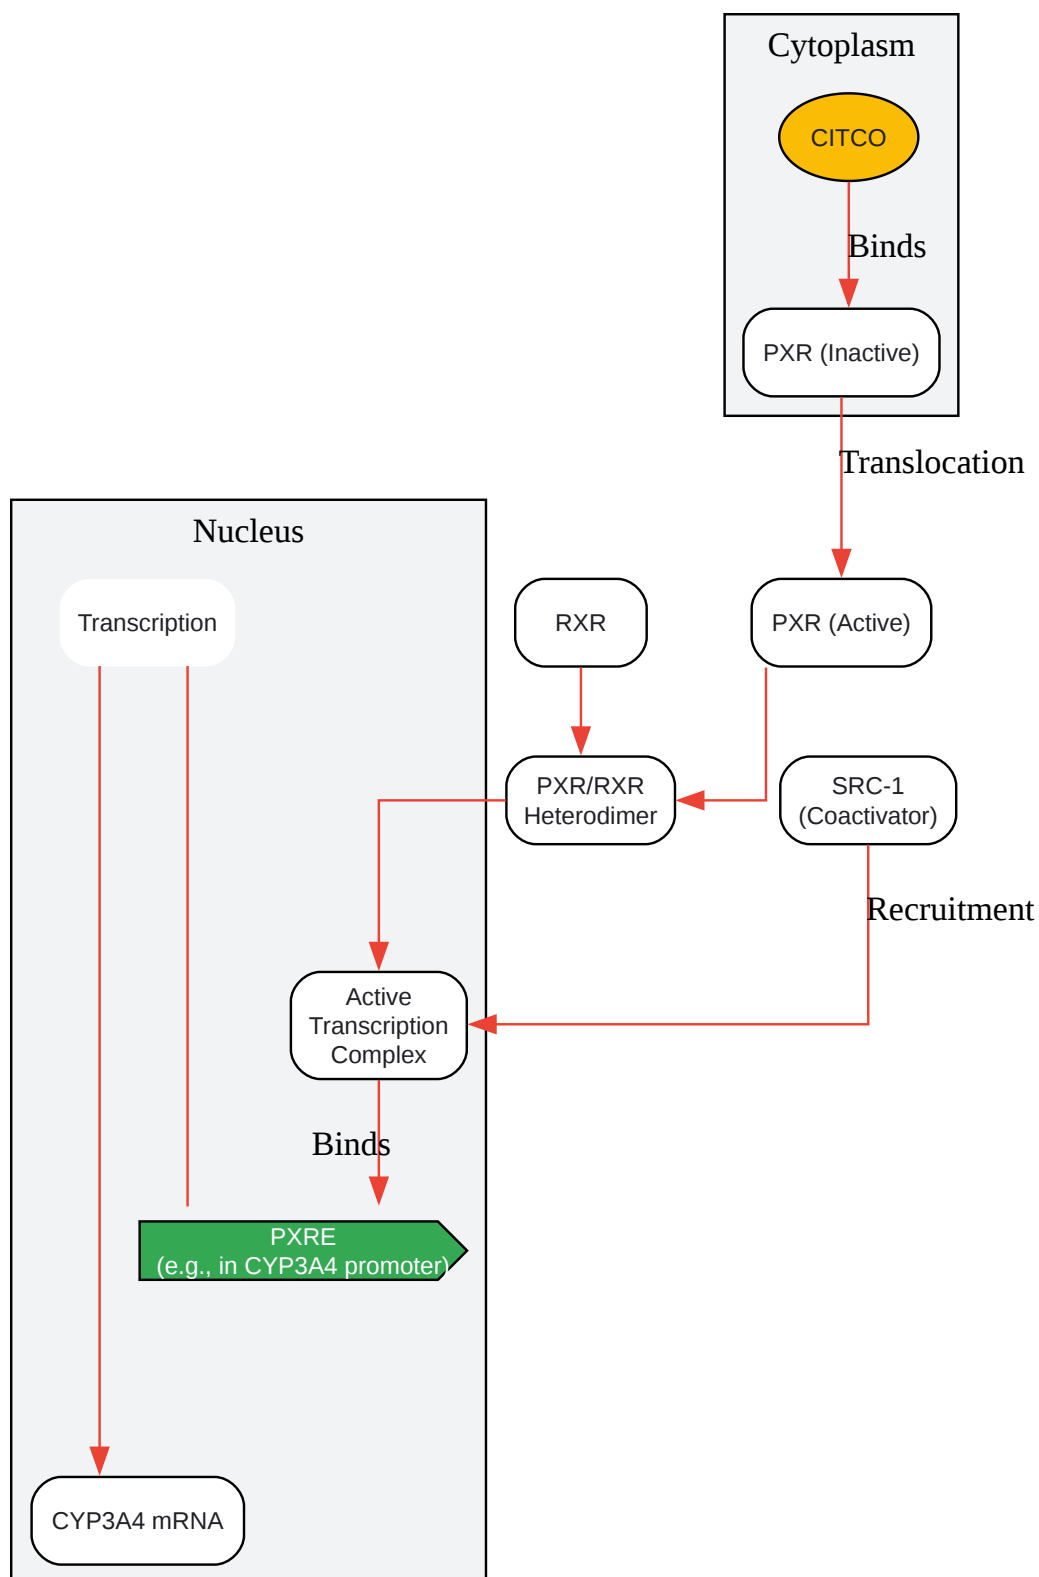 Cytoplasm
CITCO
Binds
PXR (Inactive)
Translocation
Nucleus
Transcription
RXR
PXR (Active)
PXR/RXR
Heterodimer
SRC-1
(Coactivator)
Recruitment
Active
Transcription
Complex
Binds
PXRE
(e.g., in CYP3A4 promoter)
CYP3A4 mRNA